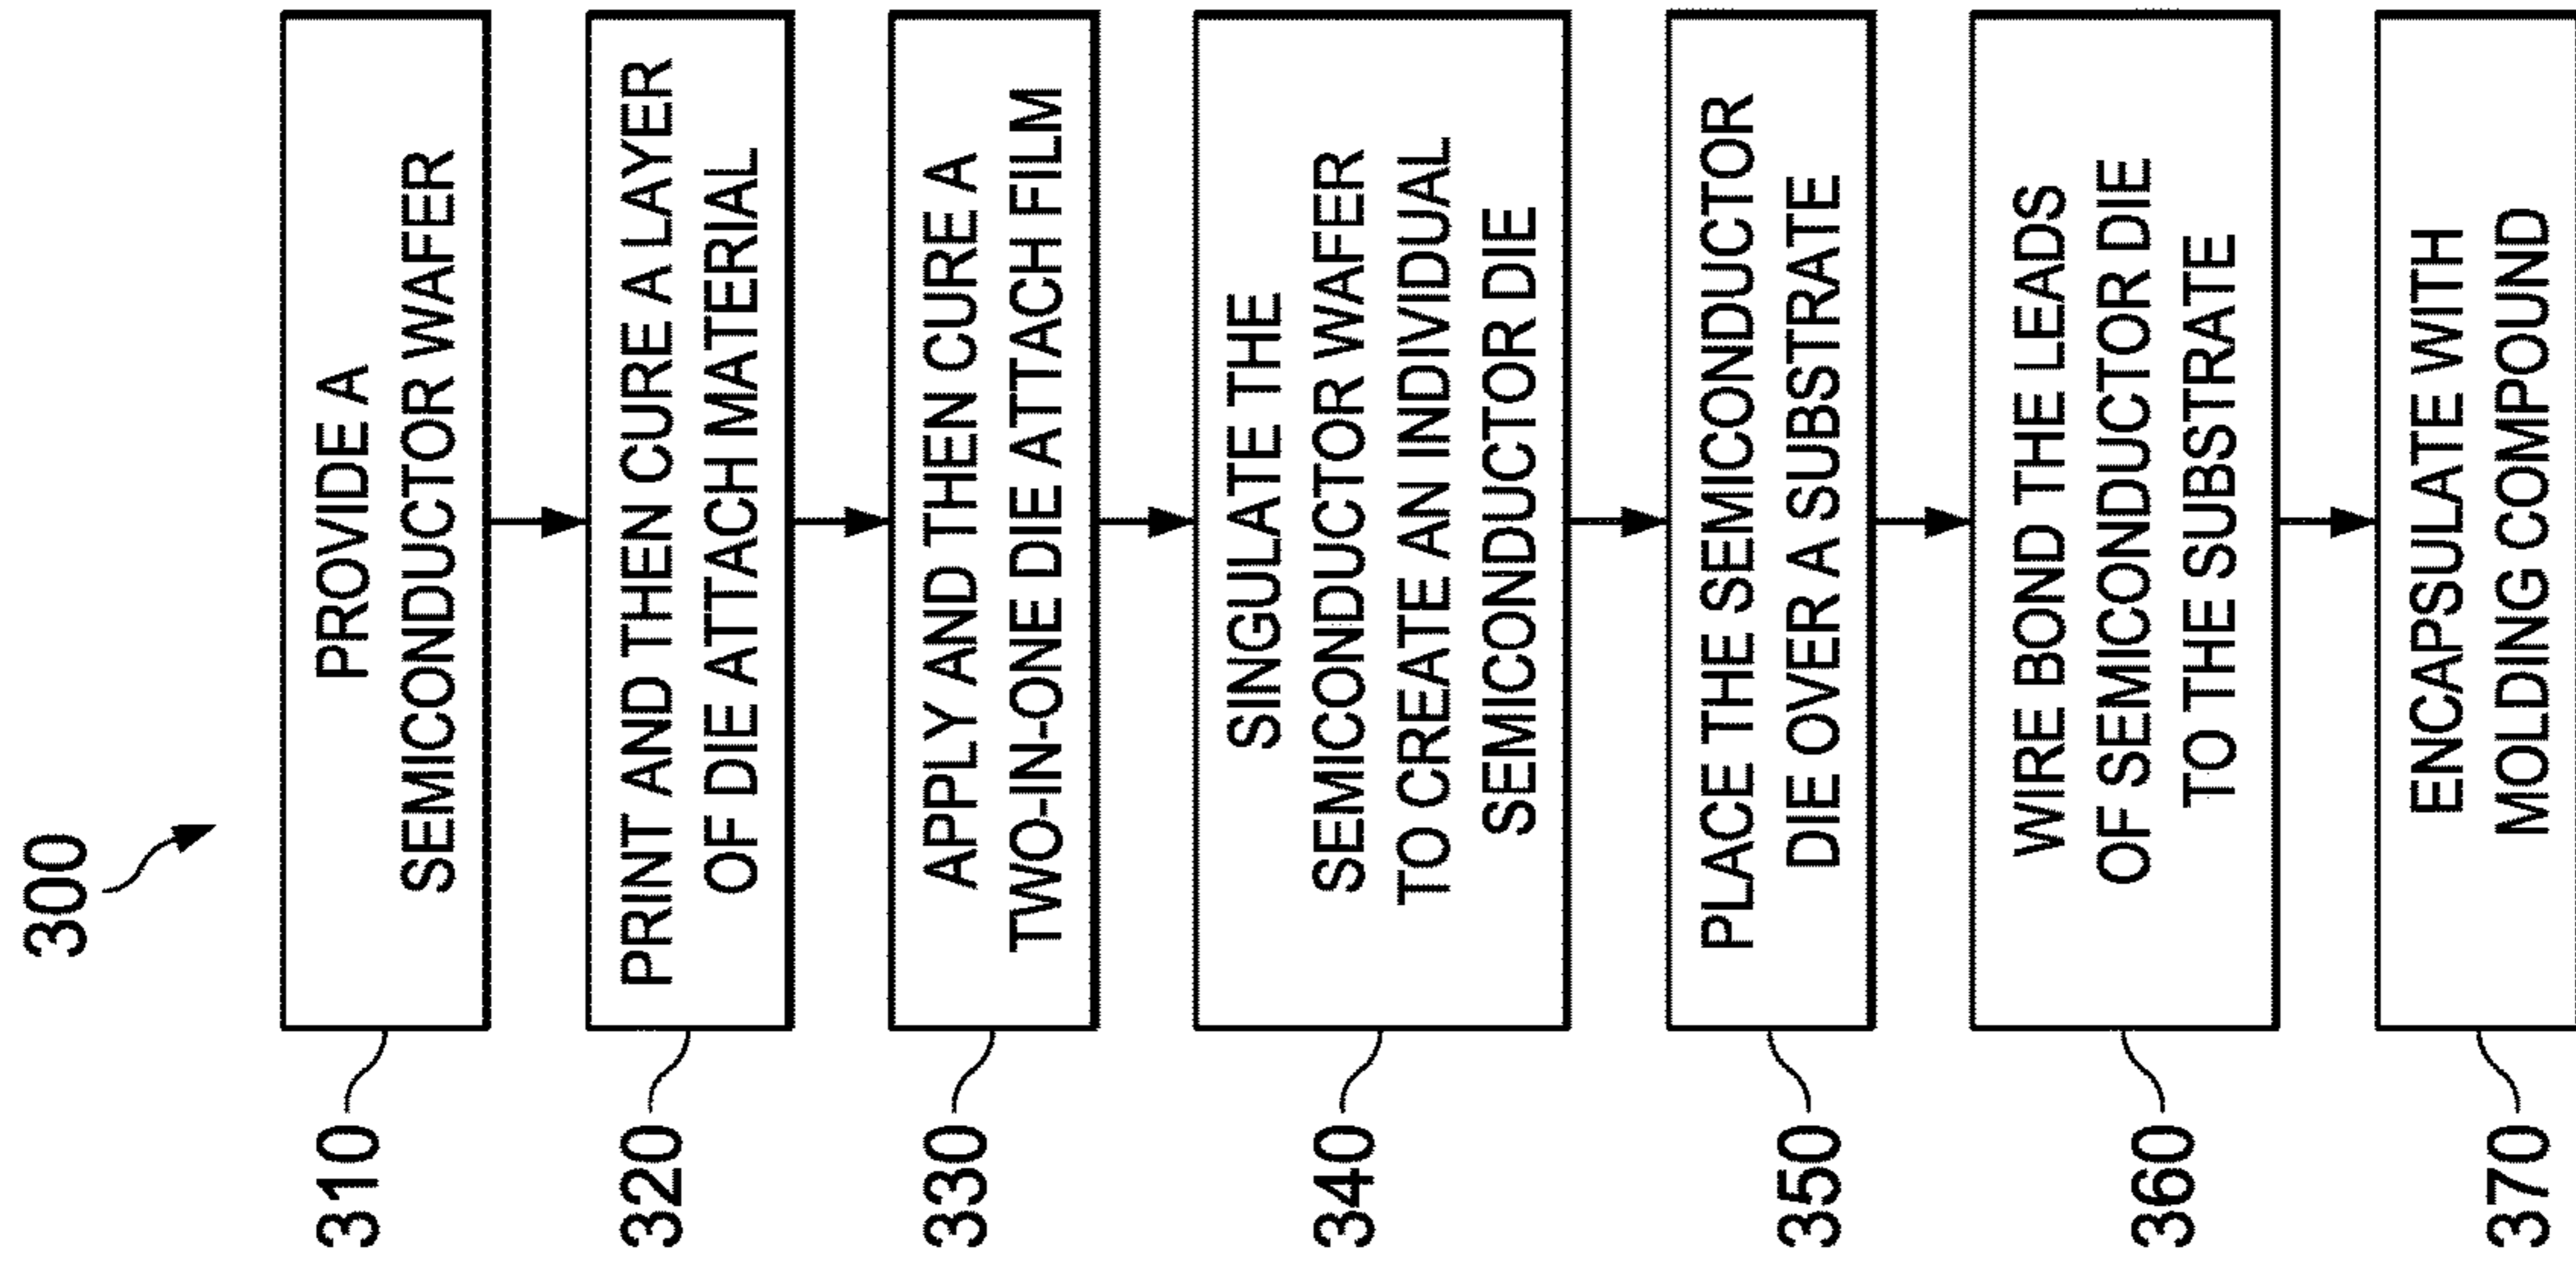 300
310
PROVIDE A
SEMICONDUCTOR WAFER
320
PRINT AND THEN CURE A LAYER
OF DIE ATTACH MATERIAL
330
APPLY AND THEN CURE A
TWO-IN-ONE DIE ATTACH FILM
340
SINGULATE THE
SEMICONDUCTOR WAFER
TO CREATE AN INDIVIDUAL
SEMICONDUCTOR DIE
350
PLACE THE SEMICONDUCTOR
DIE OVER A SUBSTRATE
360
WIRE BOND THE LEADS
OF SEMICONDUCTOR DIE
TO THE SUBSTRATE
370
ENCAPSULATE WITH
MOLDING COMPOUND